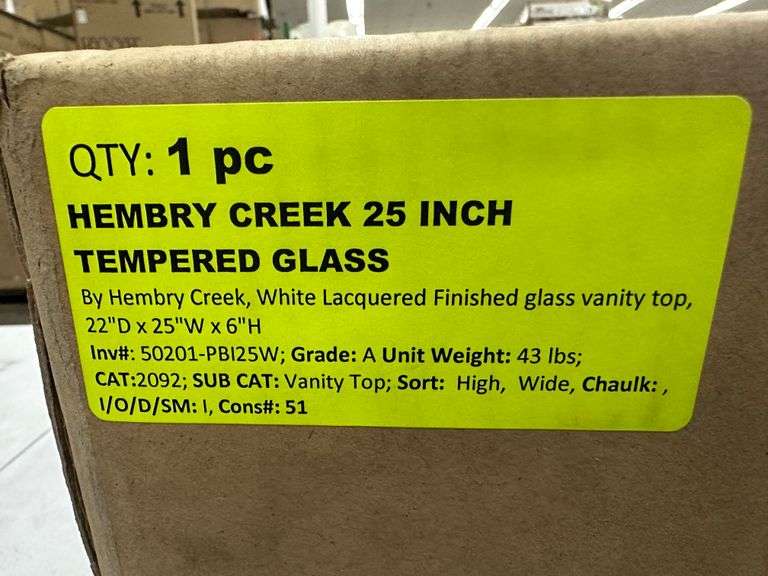 QTY: 1 pc
HEMBRY CREEK 25 INCH
TEMPERED GLASS
By Hembry Creek, White Lacquered Finished glass vanity top,
22"D x 25"W x 6"H
Inv#: 50201-PBI25W; Grade: A Unit Weight: 43 lbs;
CAT:2092; SUB CAT: Vanity Top; Sort: High, Wide, Chaulk: ,
I/O/D/SM: I, Cons#: 51